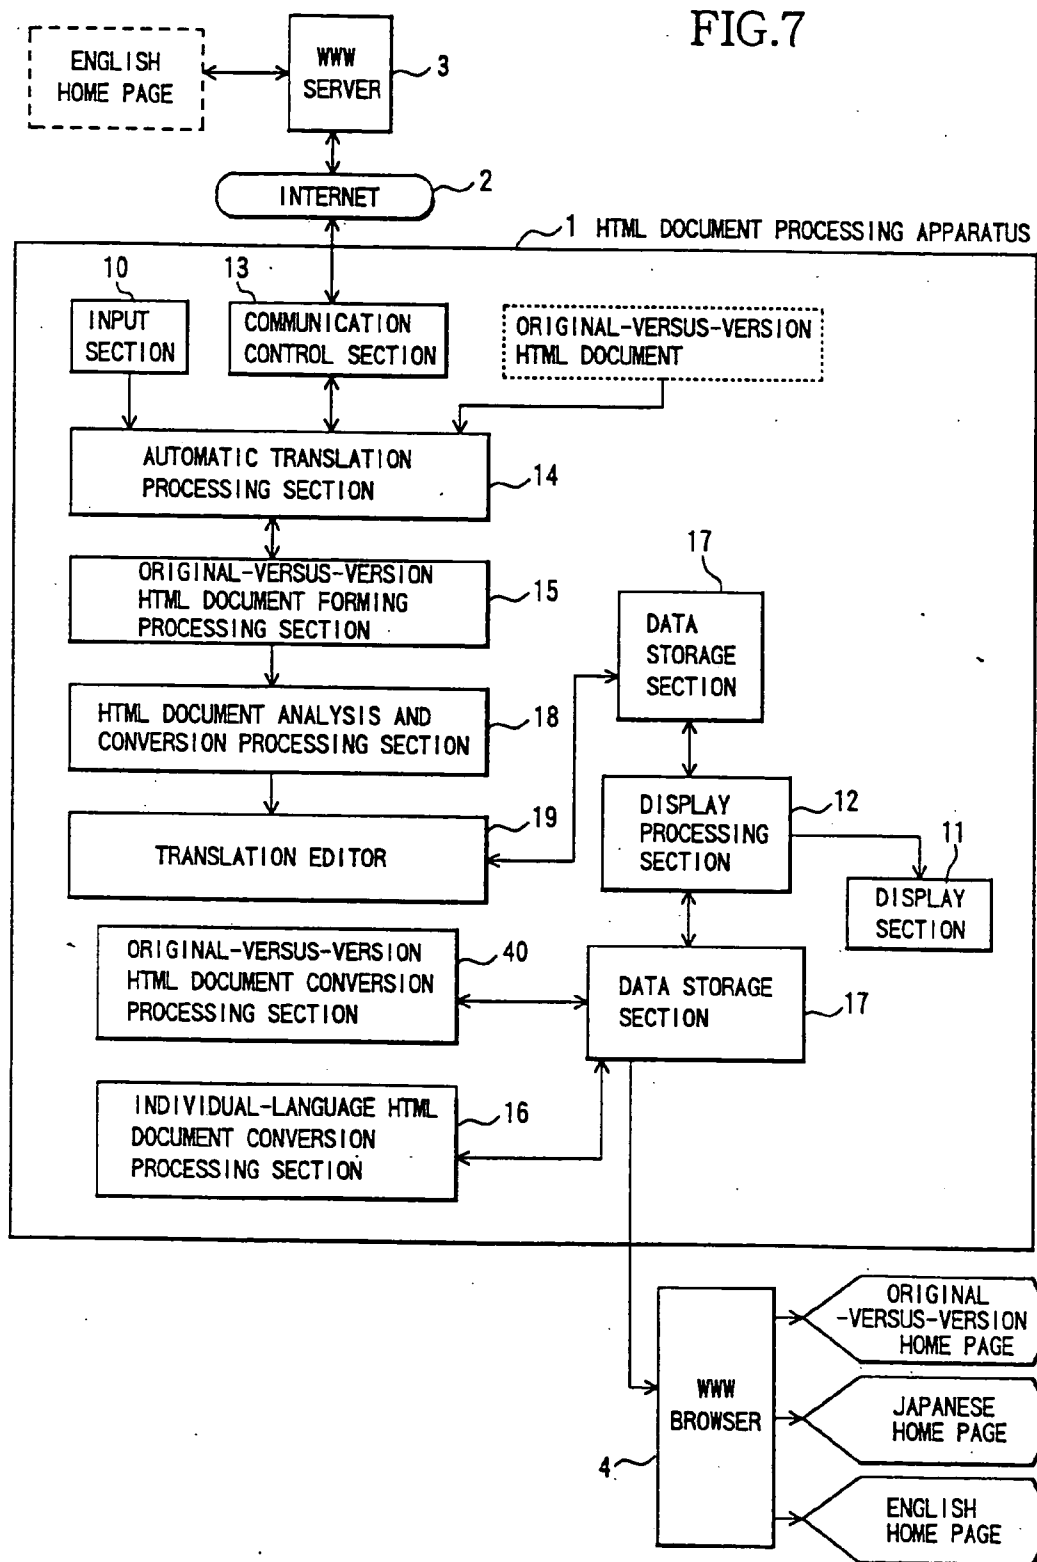 FIG.7
ENGLISH
HOME PAGE
WWW
SERVER
3
INTERNET
2
1 HTML DOCUMENT PROCESSING APPARATUS
10
INPUT
SECTION
13
COMMUNICATION
CONTROL SECTION
ORIGINAL-VERSUS-VERSION
HTML DOCUMENT
AUTOMATIC TRANSLATION
PROCESSING SECTION
14
ORIGINAL-VERSUS-VERSION
HTML DOCUMENT FORMING
PROCESSING SECTION
15
17
DATA
STORAGE
SECTION
HTML DOCUMENT ANALYSIS AND
CONVERSION PROCESSING SECTION
18
DISPLAY
PROCESSING
SECTION
12
TRANSLATION EDITOR
19
11
DISPLAY
SECTION
ORIGINAL-VERSUS-VERSION
HTML DOCUMENT CONVERSION
PROCESSING SECTION
40
DATA STORAGE
SECTION
17
INDIVIDUAL-LANGUAGE HTML
DOCUMENT CONVERSION
PROCESSING SECTION
16
WWW
BROWSER
4
ORIGINAL
-VERSUS-VERSION
HOME PAGE
JAPANESE
HOME PAGE
ENGLISH
HOME PAGE